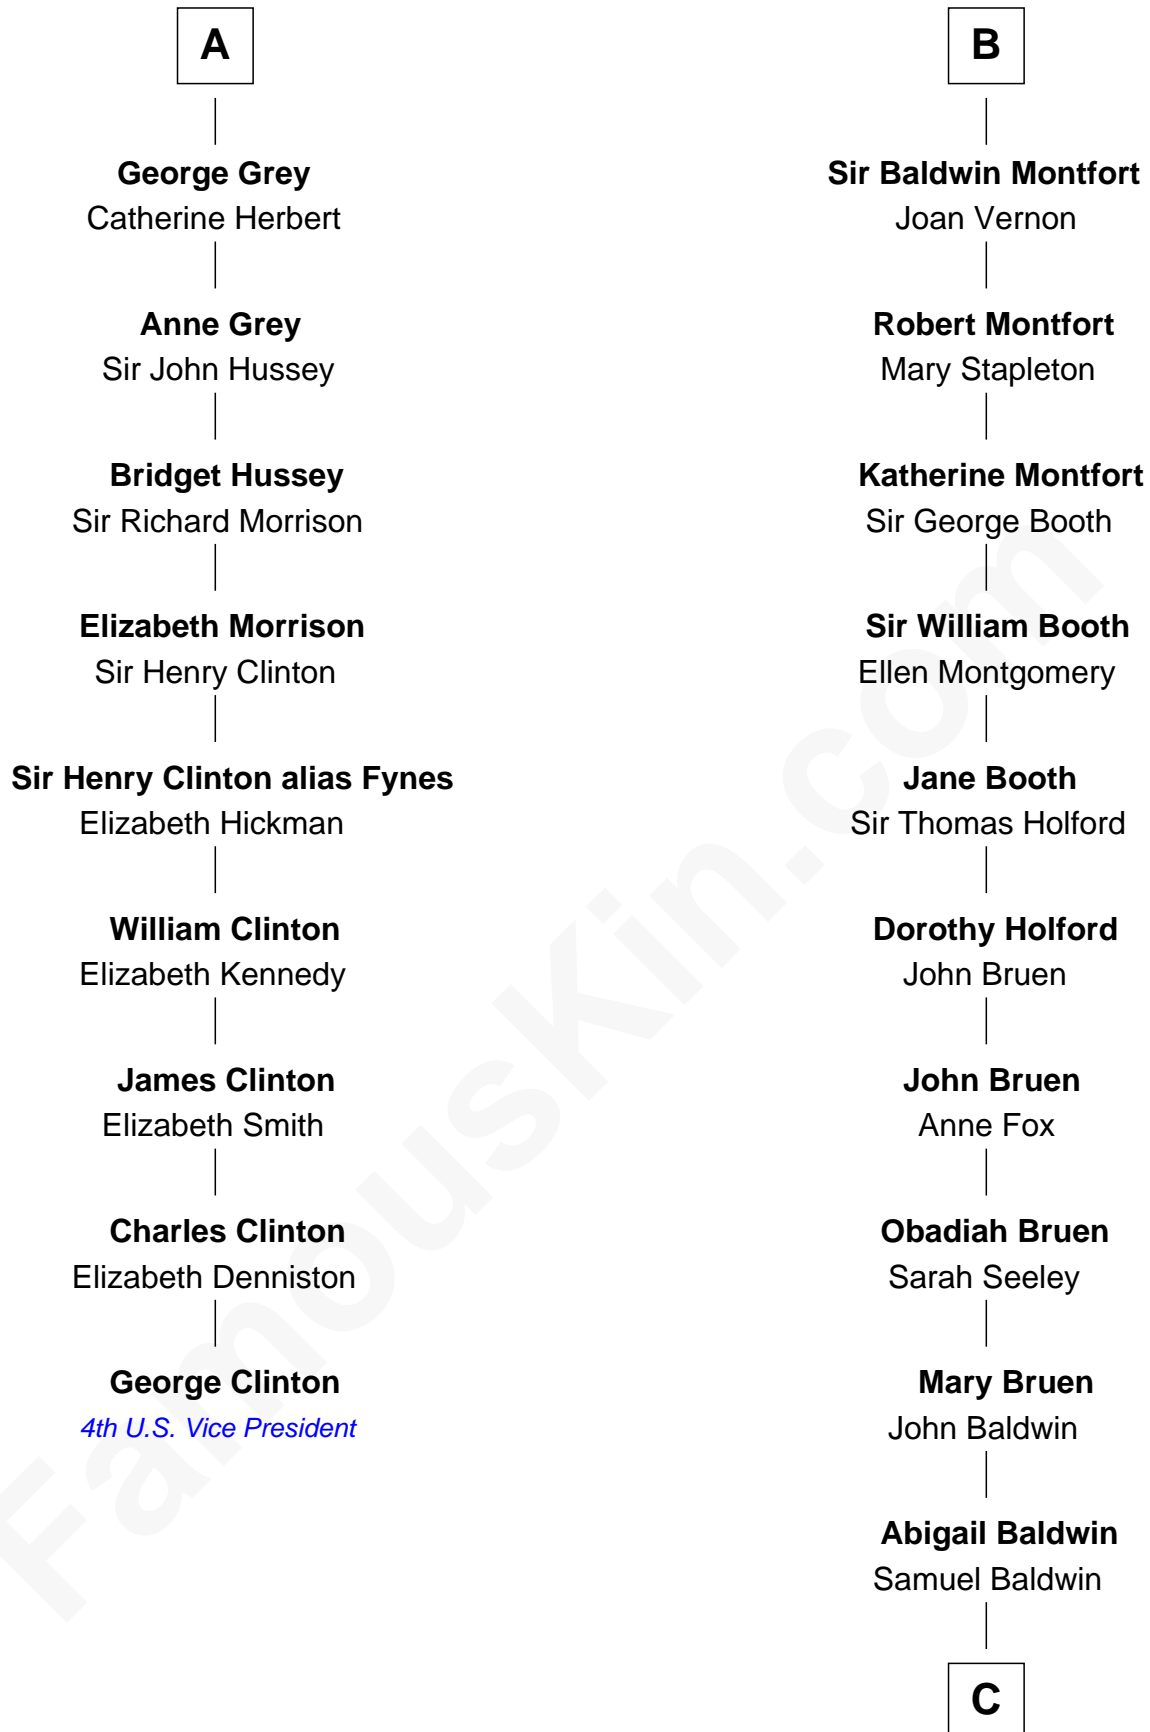 A
George Grey
Catherine Herbert
Anne Grey
Sir John Hussey
Bridget Hussey
Sir Richard Morrison
Elizabeth Morrison
Sir Henry Clinton
Sir Henry Clinton alias Fynes
Elizabeth Hickman
William Clinton
Elizabeth Kennedy
James Clinton
Elizabeth Smith
Charles Clinton
Elizabeth Denniston
George Clinton
4th U.S. Vice President
B
Sir Baldwin Montfort
Joan Vernon
Robert Montfort
Mary Stapleton
Katherine Montfort
Sir George Booth
Sir William Booth
Ellen Montgomery
Jane Booth
Sir Thomas Holford
Dorothy Holford
John Bruen
John Bruen
Anne Fox
Obadiah Bruen
Sarah Seeley
Mary Bruen
John Baldwin
Abigail Baldwin
Samuel Baldwin
C
FamousKin.com